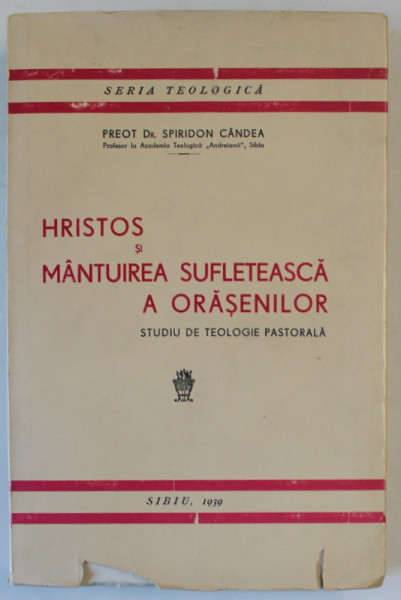 SERIA TEOLOGICĂ
PREOT DR. SPIRIDON CÂNDEA
Profesor la Academia Teologică „Andreiană”, Sibiu
HRISTOS
ȘI
MÂNTUIREA SUFLETEASCĂ
A ORĂȘENILOR
STUDIU DE TEOLOGIE PASTORALĂ
SIBIU, 1939